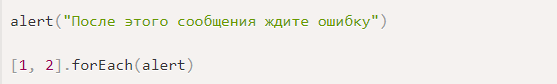 alert("После этого сообщения ждите ошибку")
[1, 2].forEach(alert)